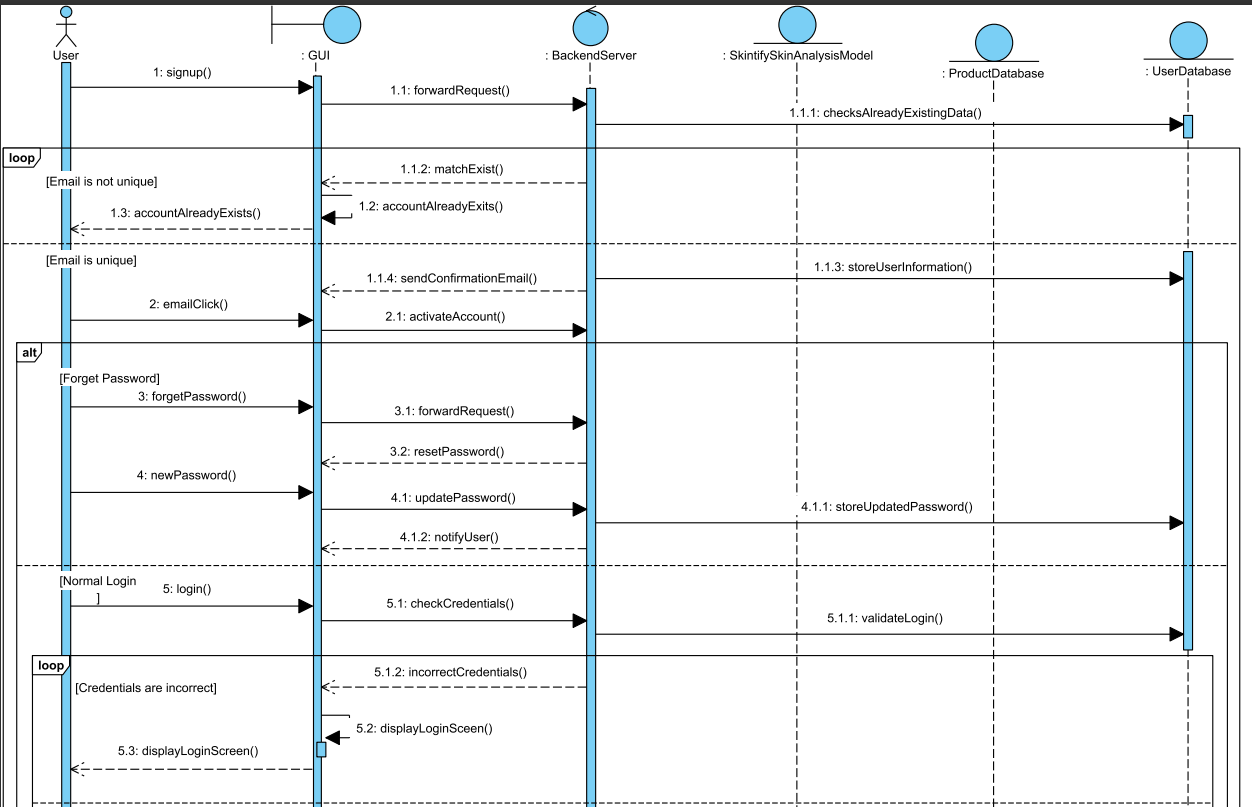 User
: GUI
: BackendServer
: SkintifySkinAnalysisModel
: ProductDatabase
: UserDatabase
1: signup()
1.1: forwardRequest()
1.1.1: checksAlreadyExistingData()
loop
[Email is not unique]
1.1.2: matchExist()
1.2: accountAlreadyExits()
1.3: accountAlreadyExists()
[Email is unique]
1.1.3: storeUserInformation()
1.1.4: sendConfirmationEmail()
2: emailClick()
2.1: activateAccount()
alt
[Forget Password]
3: forgetPassword()
3.1: forwardRequest()
3.2: resetPassword()
4: newPassword()
4.1: updatePassword()
4.1.1: storeUpdatedPassword()
4.1.2: notifyUser()
[Normal Login
]
5: login()
5.1: checkCredentials()
5.1.1: validateLogin()
loop
[Credentials are incorrect]
5.1.2: incorrectCredentials()
5.2: displayLoginSceen()
5.3: displayLoginScreen()